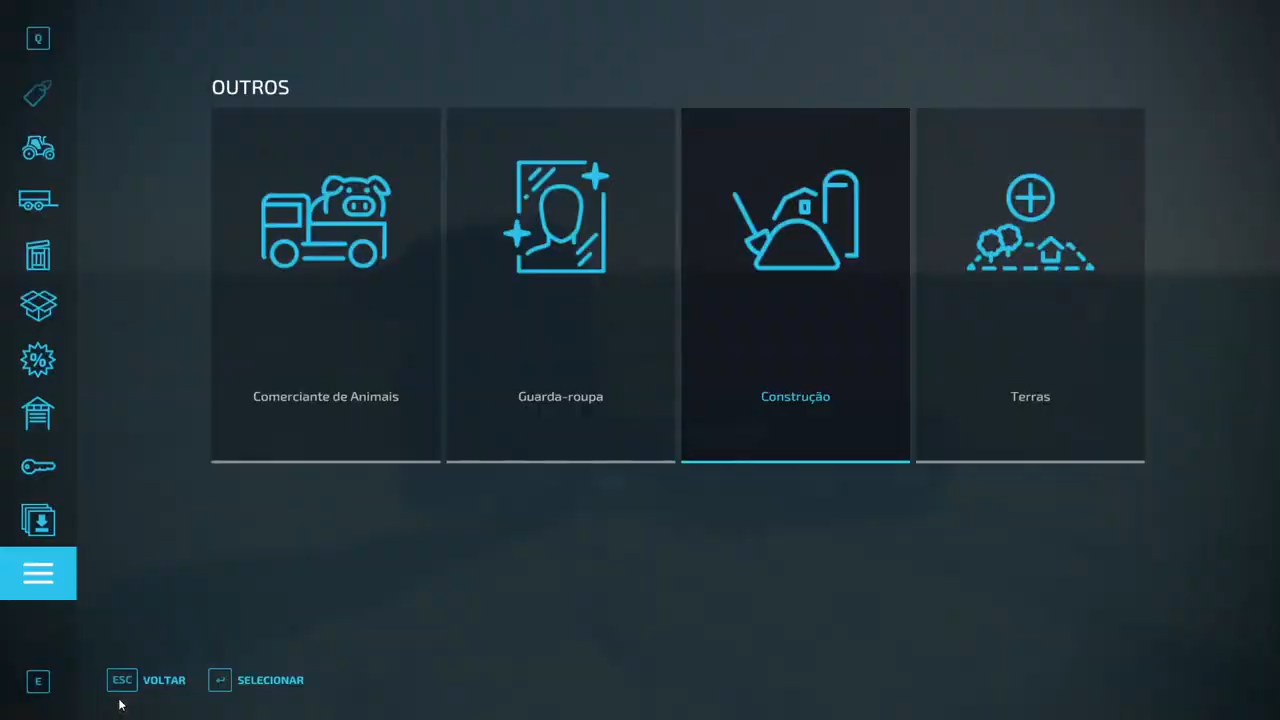 Q
OUTROS
%
Comerciante de Animais
Guarda-roupa
Construção
Terras
E
ESC VOLTAR
↵ SELECIONAR